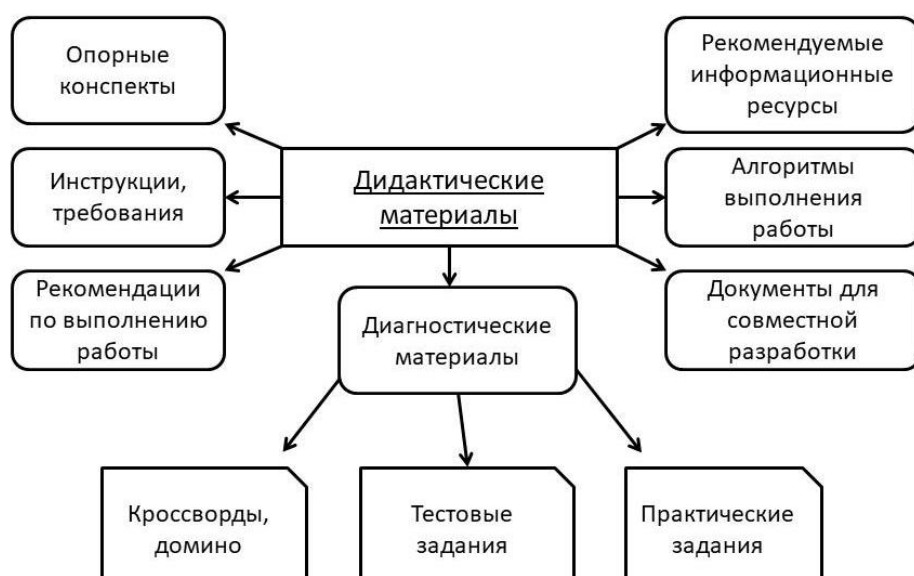 Опорные
конспекты
Рекомендуемые
информационные
ресурсы
Дидактические
материалы
Инструкции,
требования
Алгоритмы
выполнения
работы
Рекомендации
по выполнению
работы
Диагностические
материалы
Документы для
совместной
разработки
Кроссворды,
домино
Тестовые
задания
Практические
задания